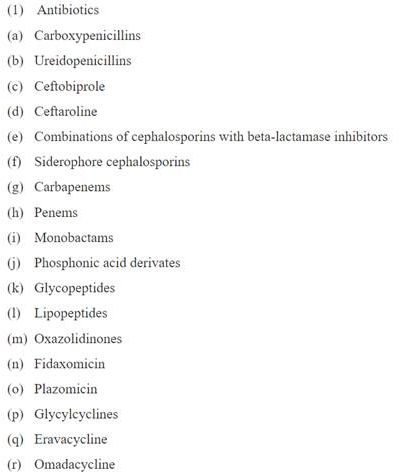 (1) Antibiotics
(a) Carboxypenicillins
(b) Ureidopenicillins
(c) Ceftobiprole
(d) Ceftaroline
(e) Combinations of cephalosporins with beta-lactamase inhibitors
(f) Siderophore cephalosporins
(g) Carbapenems
(h) Penems
(i) Monobactams
(j) Phosphonic acid derivates
(k) Glycopeptides
(l) Lipopeptides
(m) Oxazolidinones
(n) Fidaxomicin
(o) Plazomicin
(p) Glycylcyclines
(q) Eravacycline
(r) Omadacycline